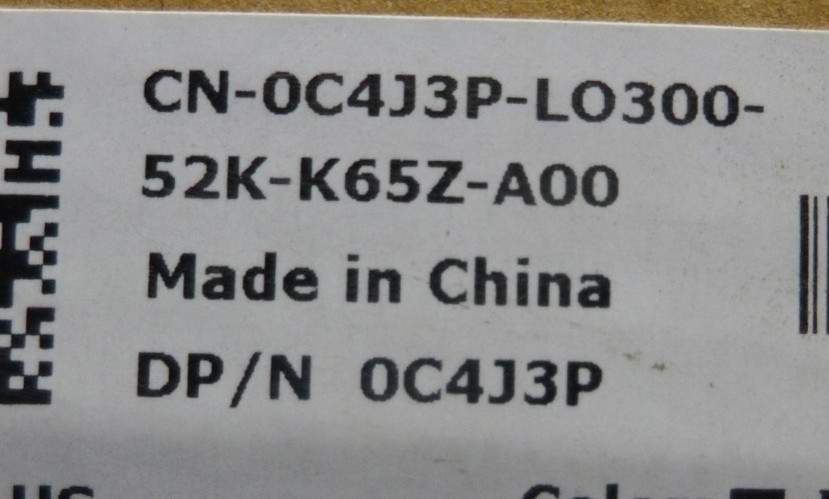 CN-0C4J3P-LO300-
52K-K65Z-A00
Made in China
DP/N 0C4J3P